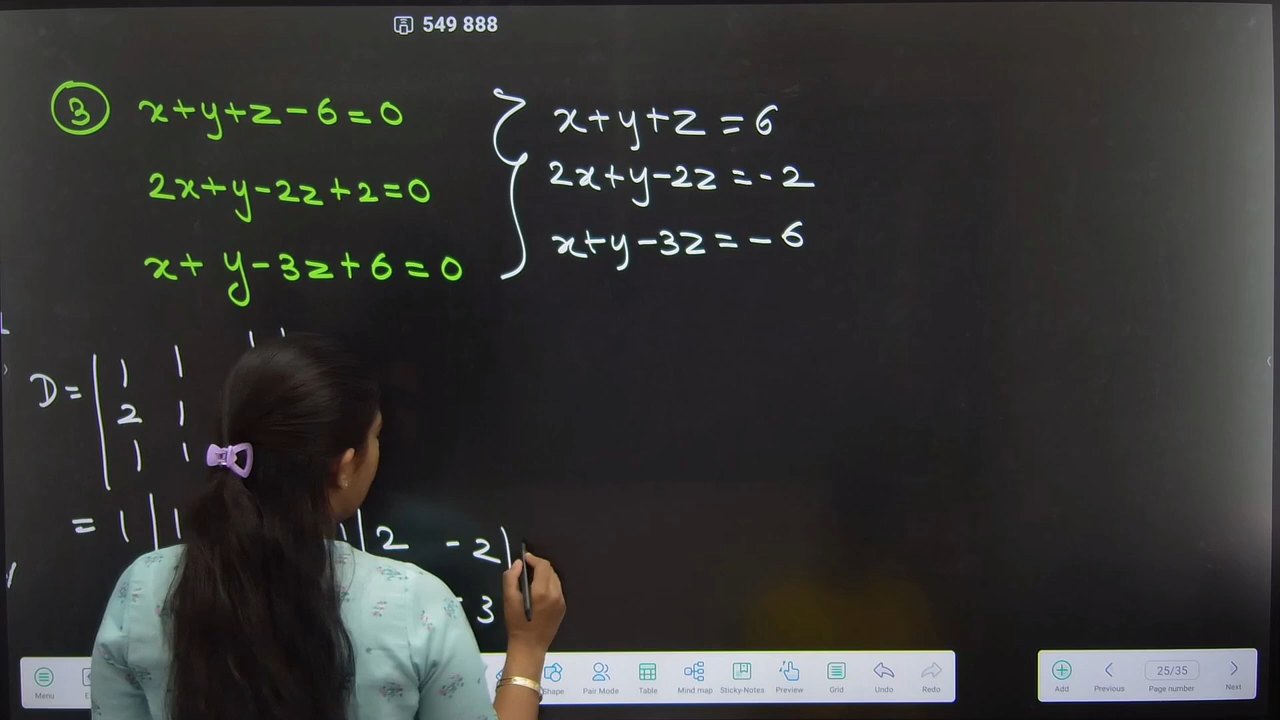 549 888
3 x+y+z-6=0
2x+y-2z+2=0
x+y-3z+6=0
x+y+z=6
2x+y-2z=-2
x+y-3z=-6
D= | 1 1
2 1
1 1
= 1 | 1 1 | 2 -2 |
3
Menu Shape Pair Mode Table Mind map Sticky-Notes Preview Grid Undo Redo
Add Previous 25/35 Page number Next